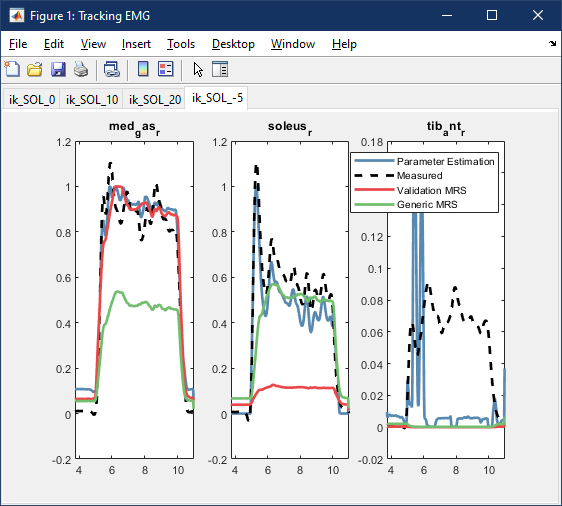 Figure 1: Tracking EMG
File Edit View Insert Tools Desktop Window Help
ik_SOL_0 ik_SOL_10 ik_SOL_20 ik_SOL_-5
med_gas_r
1.2
1
0.8
0.6
0.4
0.2
0
-0.2
4 6 8 10
soleus_r
1.2
1
0.8
0.6
0.4
0.2
0
-0.2
4 6 8 10
tib_ant_r
0.18
0.12
0.1
0.08
0.06
0.04
0.02
0
-0.02
4 6 8 10
Parameter Estimation
Measured
Validation MRS
Generic MRS